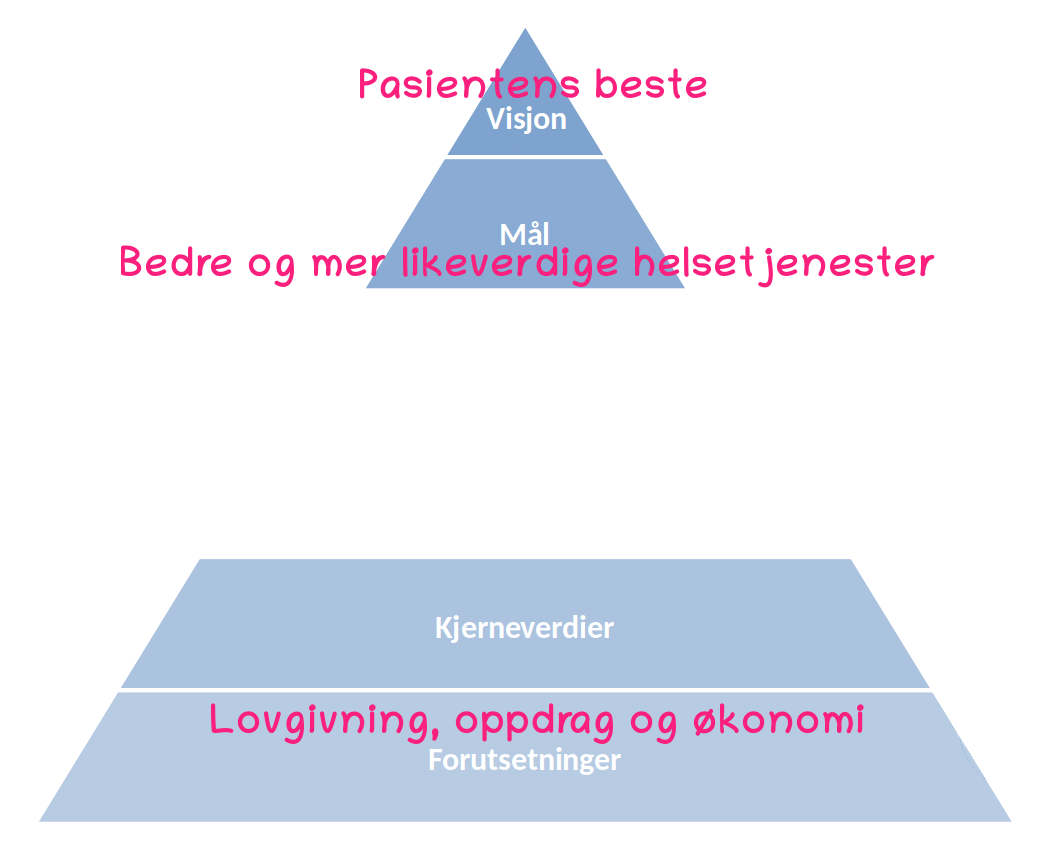 Pasientens beste
Visjon
Mål
Bedre og mer likeverdige helsetjenester
Kjerneverdier
Lovgivning, oppdrag og økonomi
Forutsetninger